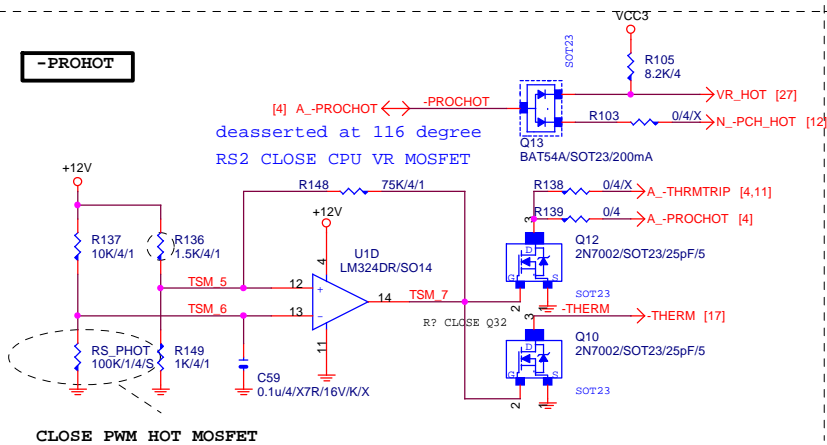 -PROHOT
SOT23
VCC3
R105
8.2K/4
[4] A_-PROCHOT
-PROCHOT
VR_HOT [27]
R103
0/4/X
N_-PCH_HOT [12]
Q13
BAT54A/SOT23/200mA
deasserted at 116 degree
RS2 CLOSE CPU VR MOSFET
+12V
R148
75K/4/1
+12V
R138
0/4/X
A_-THRMTRIP [4,11]
R139
0/4
A_-PROCHOT [4]
R137
10K/4/1
R136
1.5K/4/1
U1D
LM324DR/SO14
3
D
G
S
2
1
Q12
2N7002/SOT23/25pF/5
SOT23
TSM_5
12
+
4
14
TSM_7
TSM_6
13
-
11
R? CLOSE Q32
3
-THERM
-THERM [17]
D
G
S
2
1
Q10
2N7002/SOT23/25pF/5
SOT23
RS_PHOT
100K/1/4/S
R149
1K/4/1
C59
0.1u/4/X7R/16V/K/X
CLOSE PWM HOT MOSFET